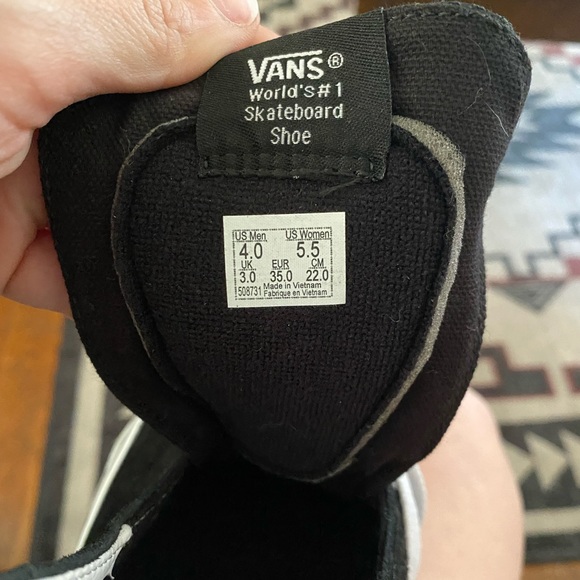 VANS®
World's #1
Skateboard
Shoe
US Men US Women
4.0 5.5
UK EUR CM
3.0 35.0 22.0
508731 Made in Vietnam
Fabrique en Vietnam